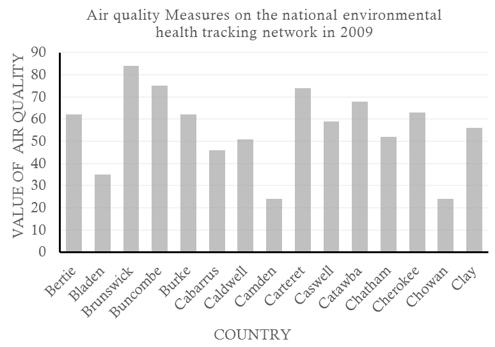 Air quality Measures on the national environmental
health tracking network in 2009
VALUE OF AIR QUALITY
90
80
70
60
50
40
30
20
10
0
Bertie
Bladen
Brunswick
Buncombe
Burke
Cabarrus
Caldwell
Camden
Carteret
Caswell
Catawba
Chatham
Cherokee
Chowan
Clay
COUNTRY